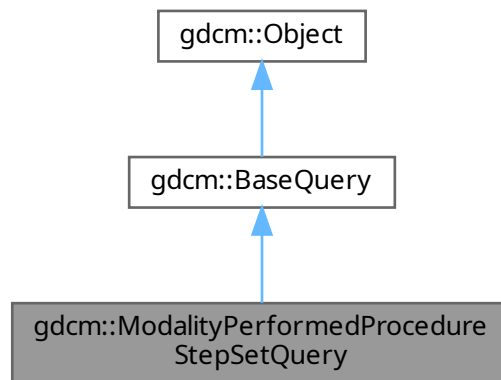 gdcm::Object
gdcm::BaseQuery
gdcm::ModalityPerformedProcedure
StepSetQuery